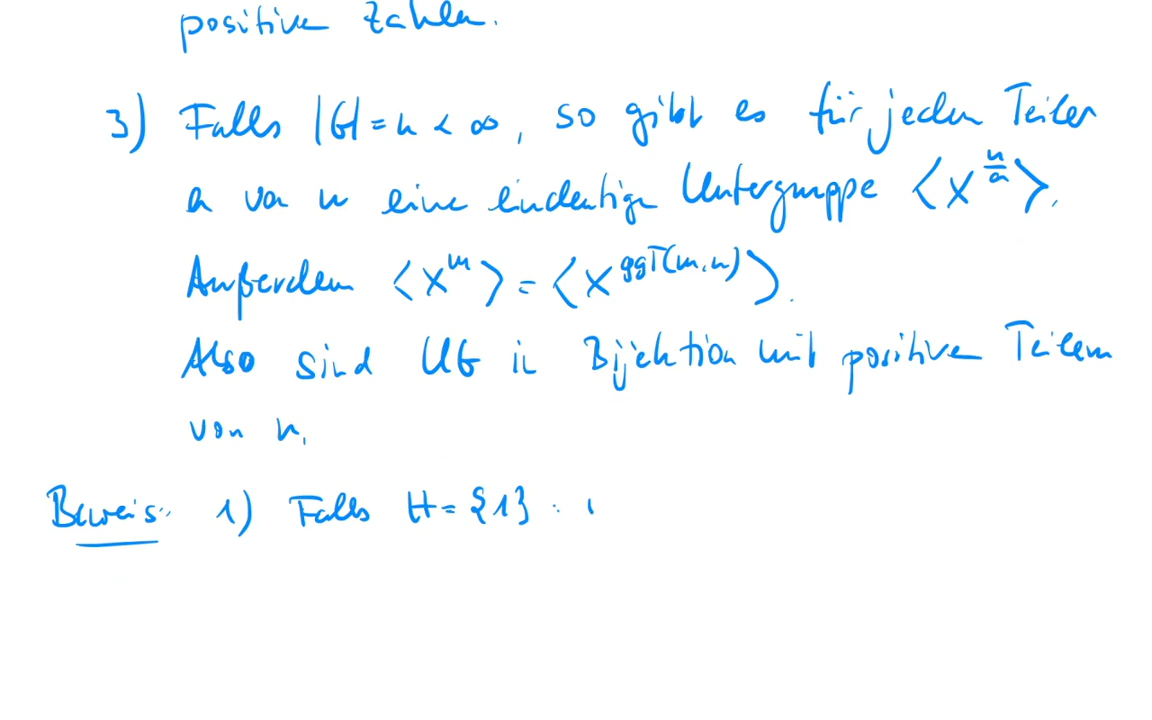 positive Zahlen.
3) Falls |G| = n < ∞, so gibt es für jeden Teiler
a von n eine eindeutige Untergruppe <x^{n/a}>.
Außerdem <x^m> = <x^{ggT(m,n)}>.
Also sind UG in Bijektion mit positiven Teilern
von n.
Beweis: 1) Falls H = {1} :